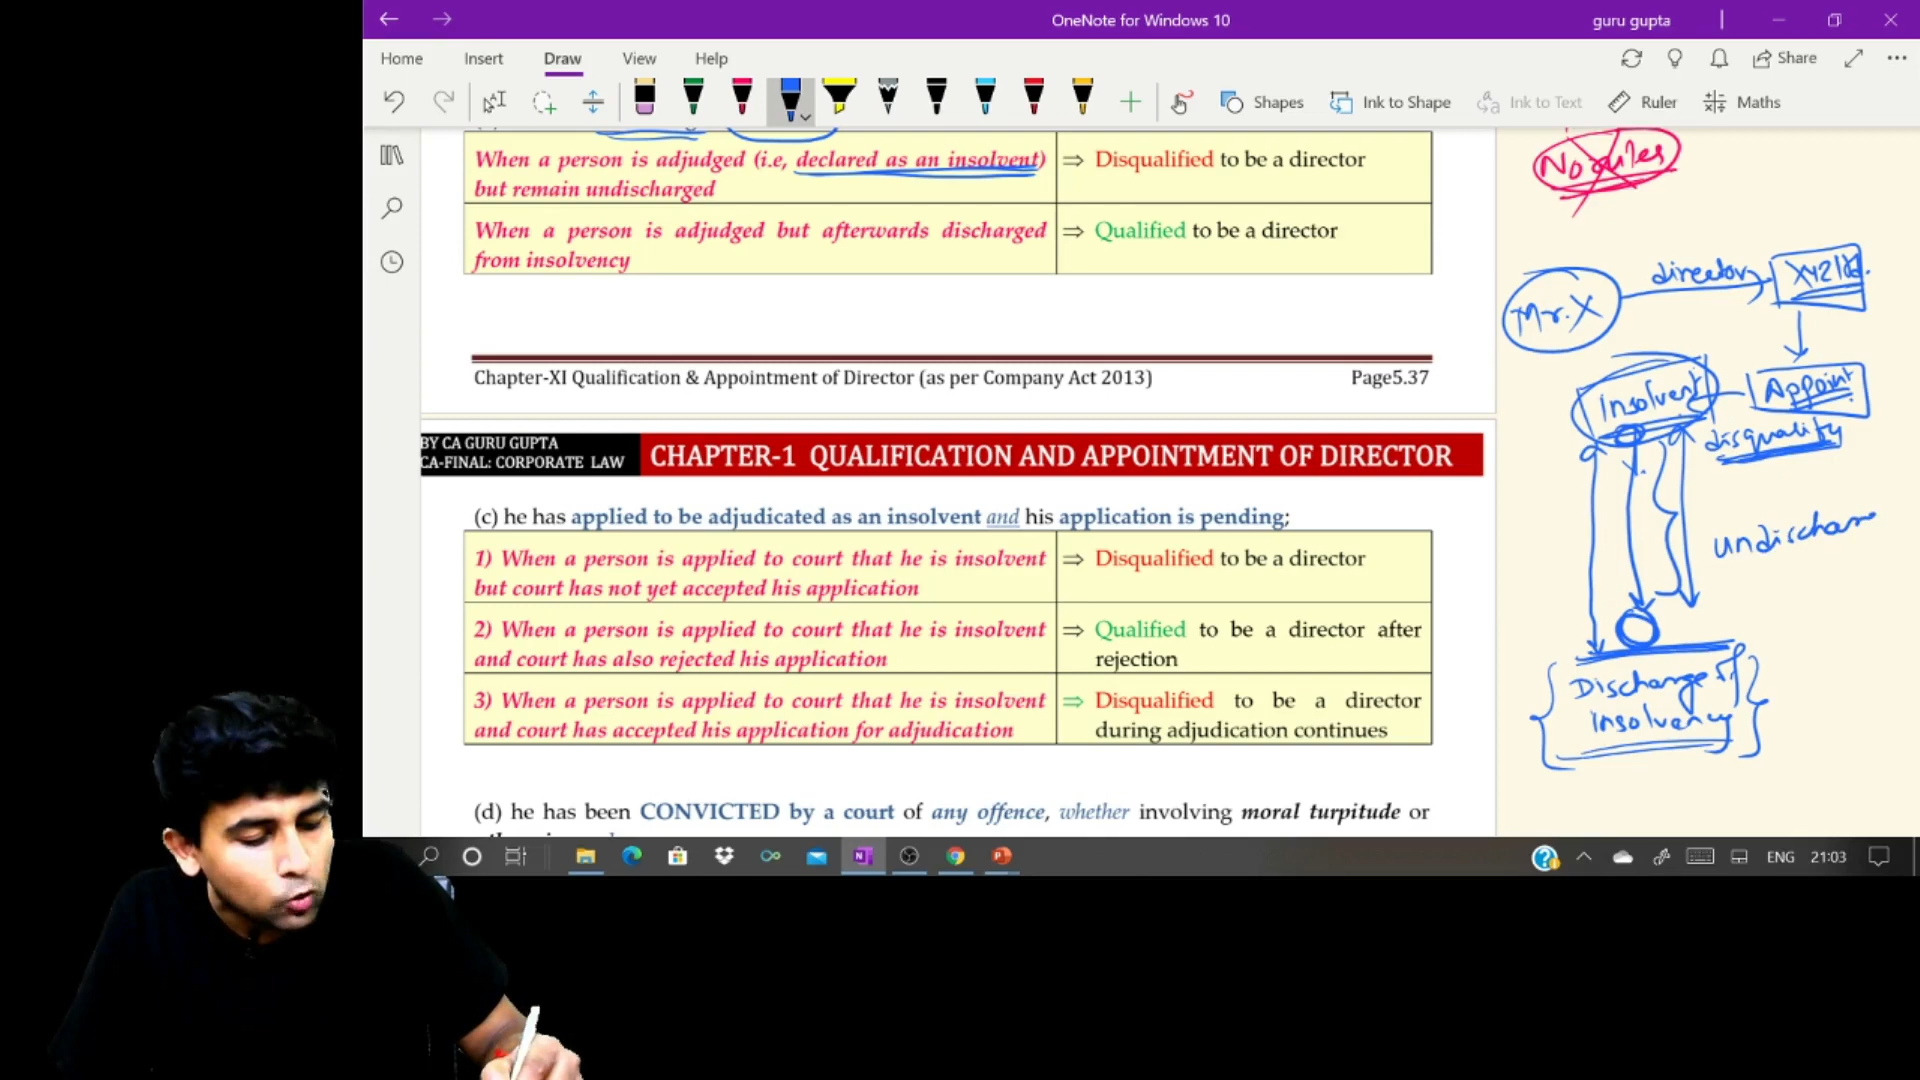 OneNote for Windows 10
guru gupta
Home Insert Draw View Help
Share
Shapes
Ink to Shape
Ink to Text
Ruler
Maths
When a person is adjudged (i.e, declared as an insolvent) ⇒ Disqualified to be a director
but remain undischarged
When a person is adjudged but afterwards discharged ⇒ Qualified to be a director
from insolvency
Chapter-XI Qualification & Appointment of Director (as per Company Act 2013) Page5.37
BY CA GURU GUPTA
CA-FINAL: CORPORATE LAW
CHAPTER-1 QUALIFICATION AND APPOINTMENT OF DIRECTOR
(c) he has applied to be adjudicated as an insolvent and his application is pending;
1) When a person is applied to court that he is insolvent ⇒ Disqualified to be a director
but court has not yet accepted his application
2) When a person is applied to court that he is insolvent ⇒ Qualified to be a director after
and court has also rejected his application rejection
3) When a person is applied to court that he is insolvent ⇒ Disqualified to be a director
and court has accepted his application for adjudication during adjudication continues
(d) he has been CONVICTED by a court of any offence, whether involving moral turpitude or
Mr. X
director
XYZ ltd.
Appoint
Insolvent
disqualify
undischar
Discharge of
insolvency
ENG 21:03